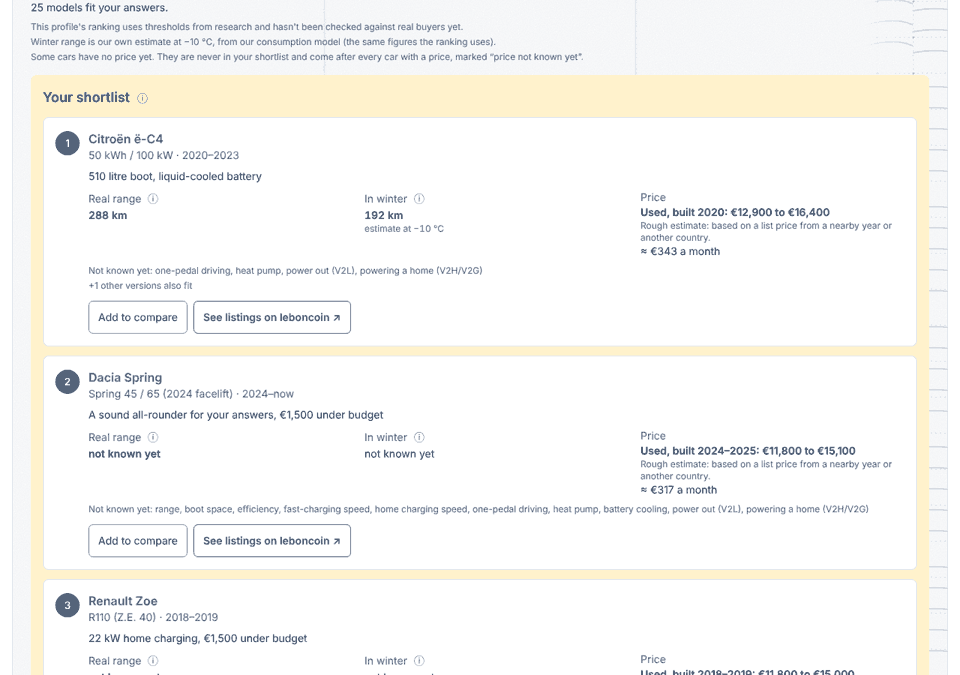 25 models fit your answers.
This profile's ranking uses thresholds from research and hasn't been checked against real buyers yet.
Winter range is our own estimate at −10 °C, from our consumption model (the same figures the ranking uses).
Some cars have no price yet. They are never in your shortlist and come after every car with a price, marked “price not known yet”.
Your shortlist ⓘ
1
Citroën ë-C4
50 kWh / 100 kW · 2020–2023
510 litre boot, liquid-cooled battery
Real range ⓘ
288 km
In winter ⓘ
192 km
estimate at −10 °C
Price
Used, built 2020: €12,900 to €16,400
Rough estimate: based on a list price from a nearby year or
another country.
≈ €343 a month
Not known yet: one-pedal driving, heat pump, power out (V2L), powering a home (V2H/V2G)
+1 other versions also fit
Add to compare
See listings on leboncoin ↗
2
Dacia Spring
Spring 45 / 65 (2024 facelift) · 2024–now
A sound all-rounder for your answers, €1,500 under budget
Real range ⓘ
not known yet
In winter ⓘ
not known yet
Price
Used, built 2024–2025: €11,800 to €15,100
Rough estimate: based on a list price from a nearby year or
another country.
≈ €317 a month
Not known yet: range, boot space, efficiency, fast-charging speed, home charging speed, one-pedal driving, heat pump, battery cooling, power out (V2L), powering a home (V2H/V2G)
Add to compare
See listings on leboncoin ↗
3
Renault Zoe
R110 (Z.E. 40) · 2018–2019
22 kW home charging, €1,500 under budget
Real range ⓘ
In winter ⓘ
Price
Used, built 2018–2019: €11,800 to €15,000